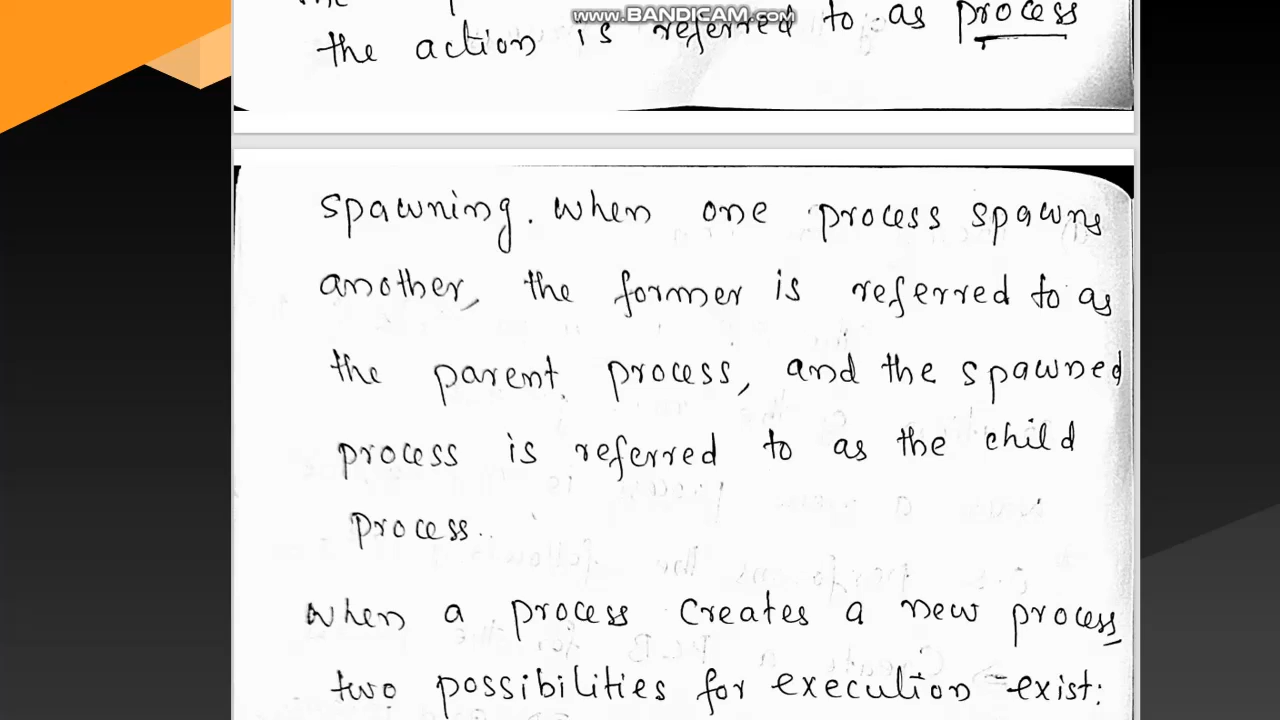 www.BANDICAM.com
the action is referred to as process
spawning. when one process spawns
another, the former is referred to as
the parent process, and the spawned
process is referred to as the child
process..
when a process creates a new process,
two possibilities for execution exist: